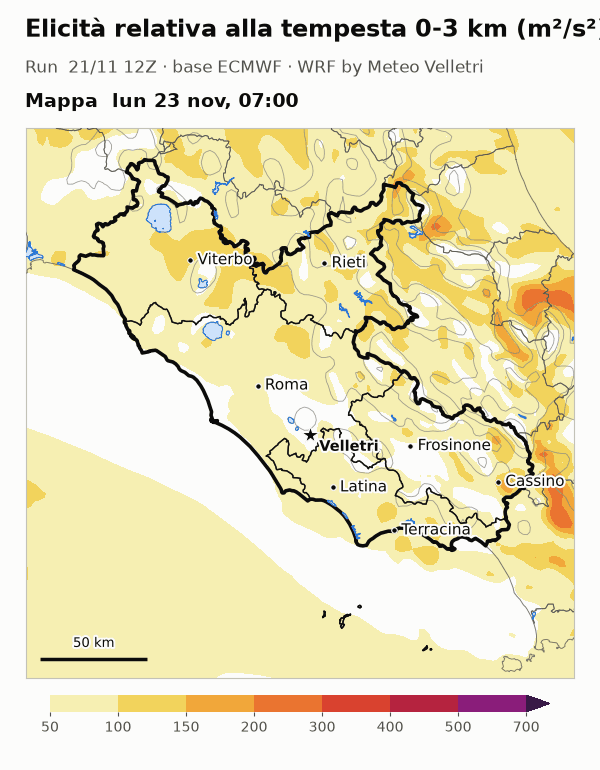 Elicità relativa alla tempesta 0-3 km (m²/s²)
Run 21/11 12Z · base ECMWF · WRF by Meteo Velletri
Mappa lun 23 nov, 07:00
Viterbo
Rieti
Roma
Velletri
Frosinone
Cassino
Latina
Terracina
50 km
50 100 150 200 300 400 500 700